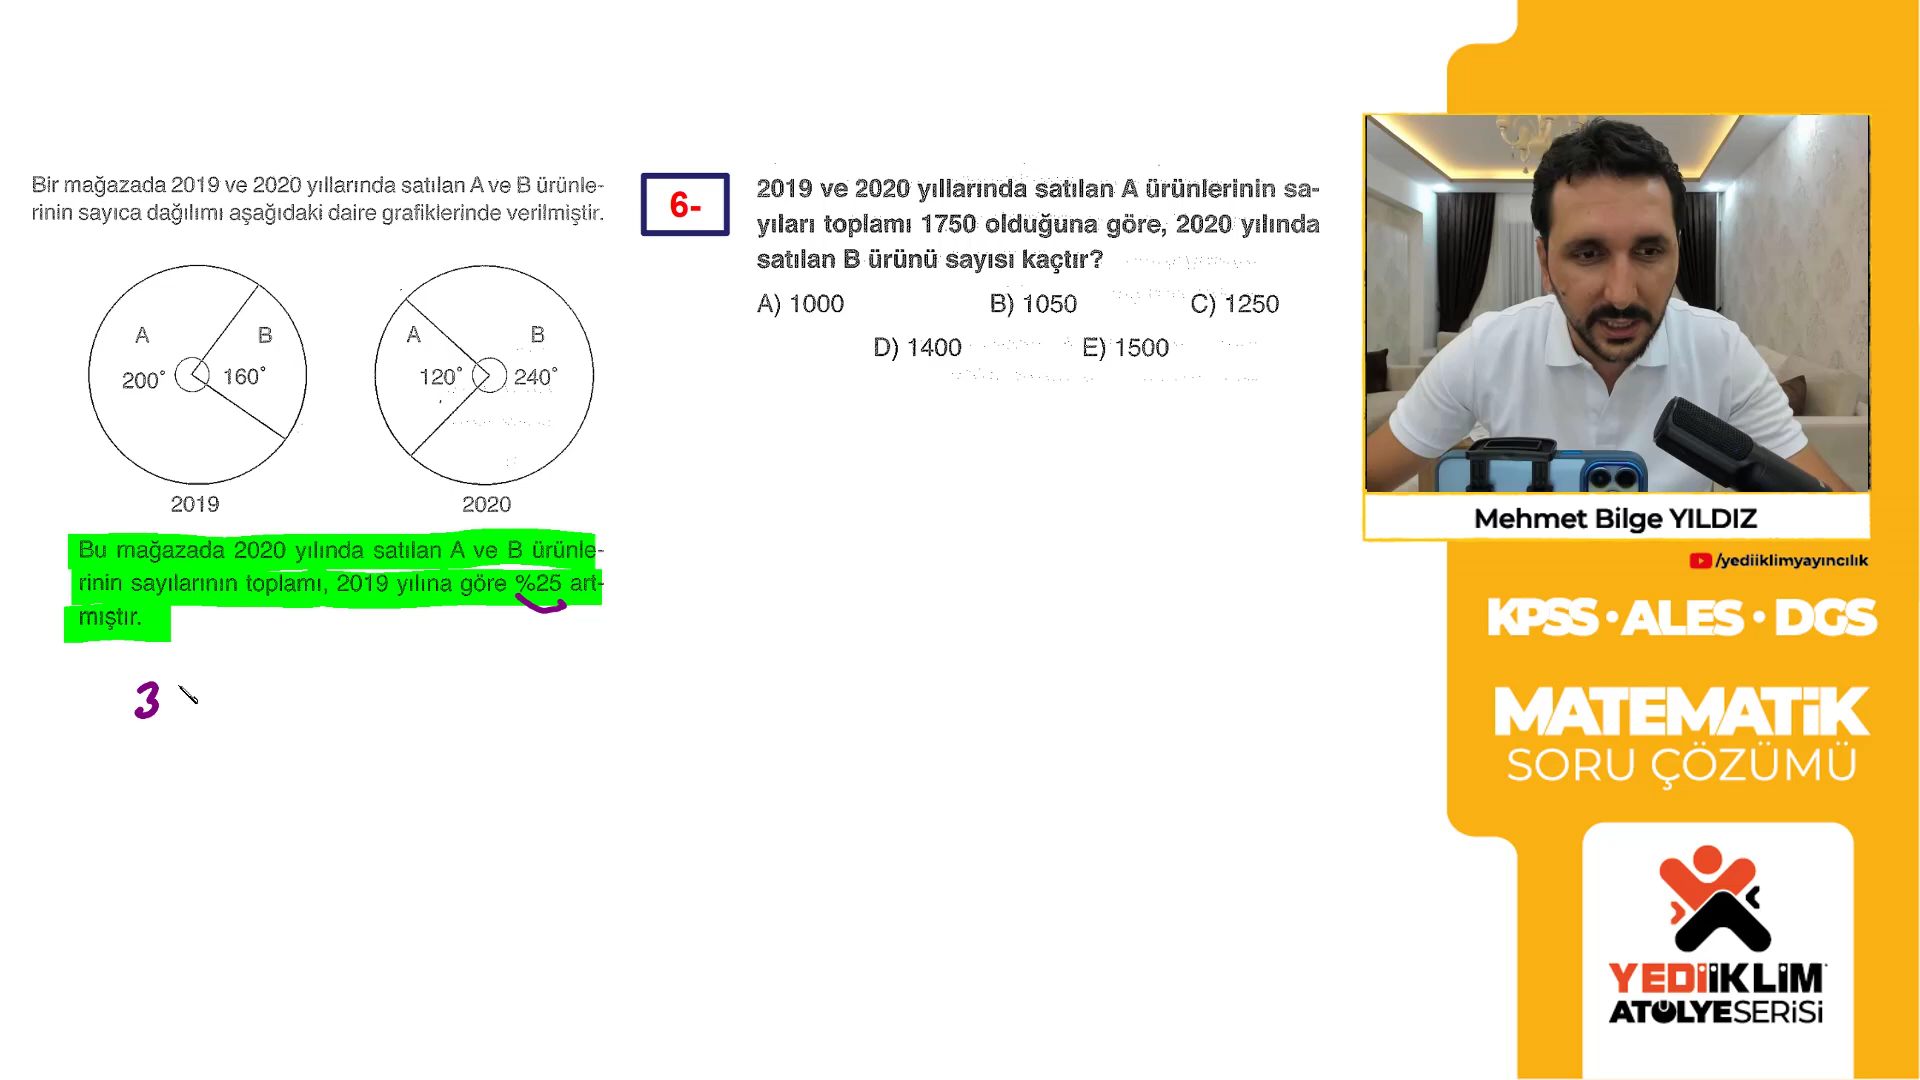 Bir mağazada 2019 ve 2020 yıllarında satılan A ve B ürünle-
rinin sayıca dağılımı aşağıdaki daire grafiklerinde verilmiştir.
A
B
200°
160°
2019
A
B
120°
240°
2020
Bu mağazada 2020 yılında satılan A ve B ürünle-
rinin sayılarının toplamı, 2019 yılına göre %25 art-
mıştır.
3
6-
2019 ve 2020 yıllarında satılan A ürünlerinin sa-
yıları toplamı 1750 olduğuna göre, 2020 yılında
satılan B ürünü sayısı kaçtır?
A) 1000 B) 1050 C) 1250
D) 1400 E) 1500
Mehmet Bilge YILDIZ
/yediiklimyayıncılık
KPSS • ALES • DGS
MATEMATİK
SORU ÇÖZÜMÜ
YEDİİKLİM
ATÖLYESERİSİ